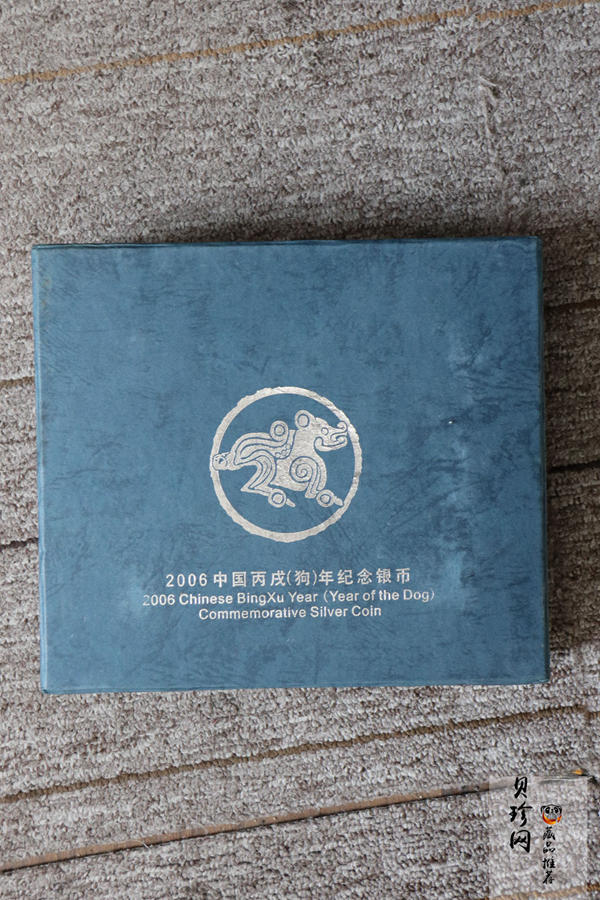 2006中国丙戌(狗)年纪念银币
2006 Chinese BingXu Year (Year of the Dog)
Commemorative Silver Coin
贝珍网
藏品推荐